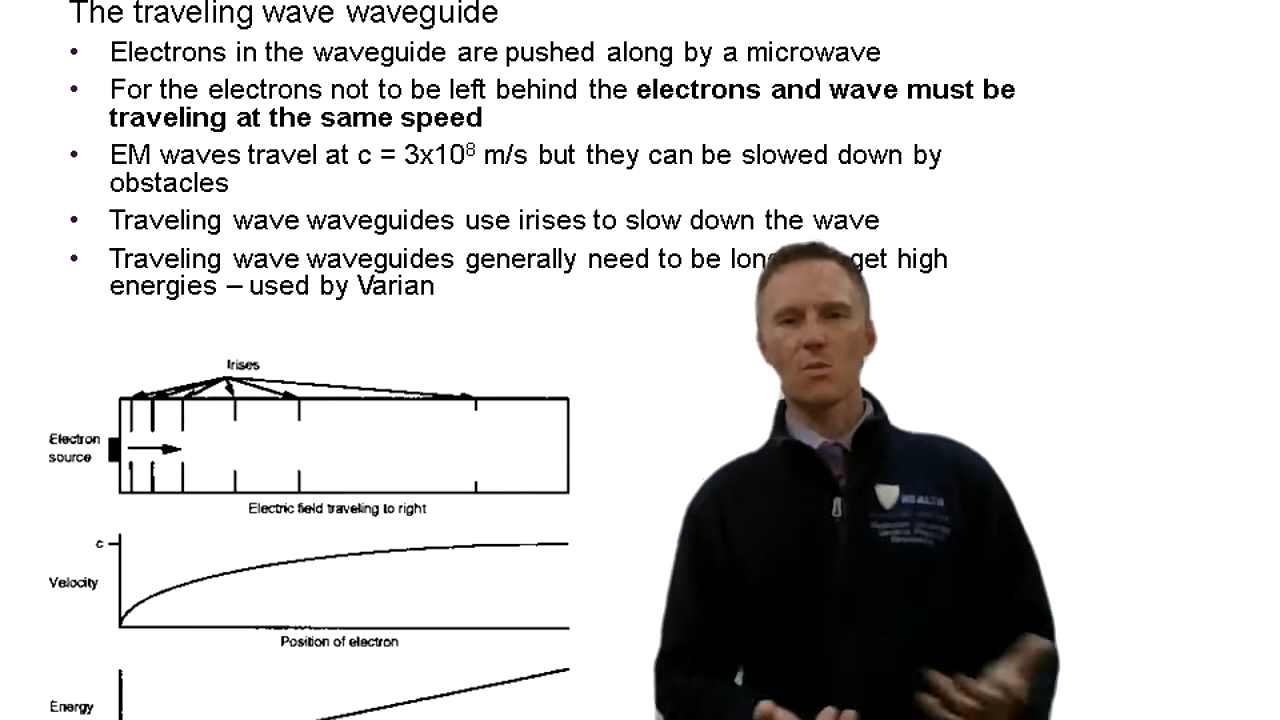 The traveling wave waveguide
• Electrons in the waveguide are pushed along by a microwave
• For the electrons not to be left behind the electrons and wave must be
traveling at the same speed
• EM waves travel at c = 3x10⁸ m/s but they can be slowed down by
obstacles
• Traveling wave waveguides use irises to slow down the wave
• Traveling wave waveguides generally need to be get high
energies – used by Varian
Irises
Electron
source
Electric field traveling to right
c
Velocity
Position of electron
Energy